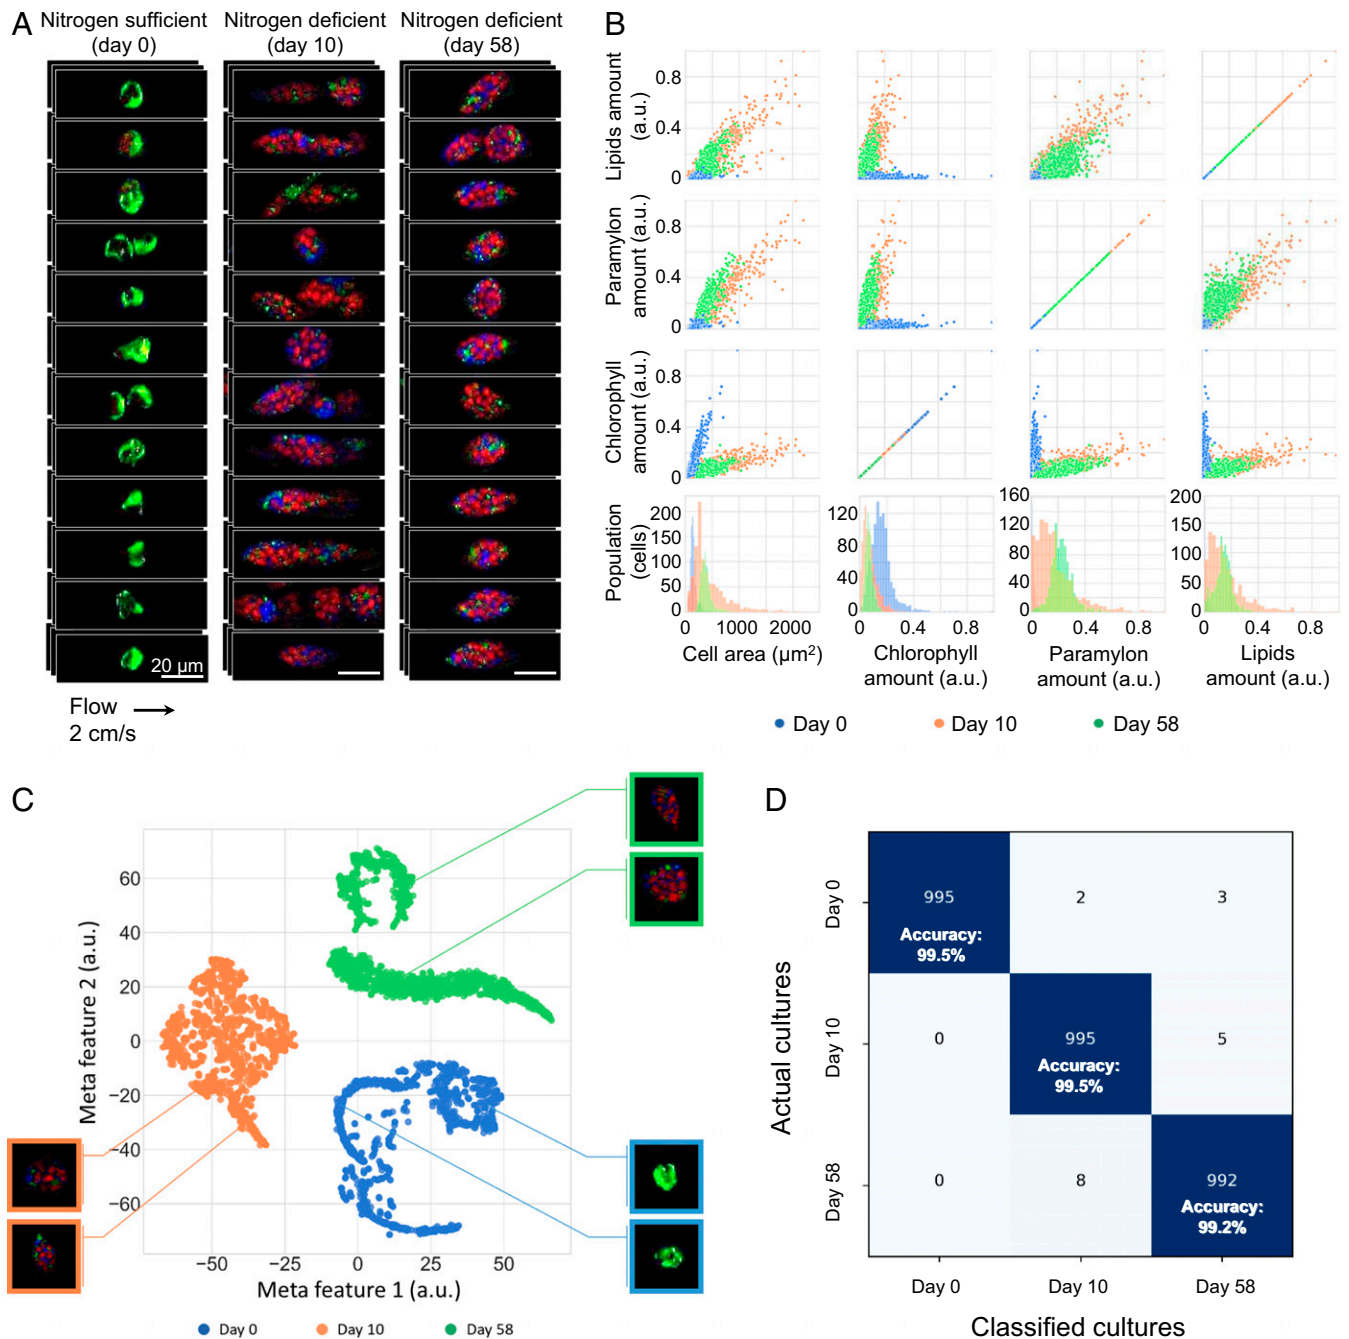 A
Nitrogen sufficient
(day 0)
Nitrogen deficient
(day 10)
Nitrogen deficient
(day 58)
20 µm
Flow
2 cm/s
B
Lipids amount
(a.u.)
0.8
0.4
0
Paramylon
amount (a.u.)
0.8
0.4
0
Chlorophyll
amount (a.u.)
0.8
0.4
0
Population
(cells)
200
150
100
50
0
120
80
40
0
160
120
80
40
0
200
150
100
50
0
0 1000 2000
0 0.4 0.8
0 0.4 0.8
0 0.4 0.8
Cell area (µm²)
Chlorophyll
amount (a.u.)
Paramylon
amount (a.u.)
Lipids
amount (a.u.)
Day 0 Day 10 Day 58
C
Meta feature 2 (a.u.)
60
40
20
0
−20
−40
−60
−50 −25 0 25 50
Meta feature 1 (a.u.)
Day 0 Day 10 Day 58
D
Actual cultures
Day 0
Day 10
Day 58
995
Accuracy:
99.5%
2
3
0
995
Accuracy:
99.5%
5
0
8
992
Accuracy:
99.2%
Day 0 Day 10 Day 58
Classified cultures